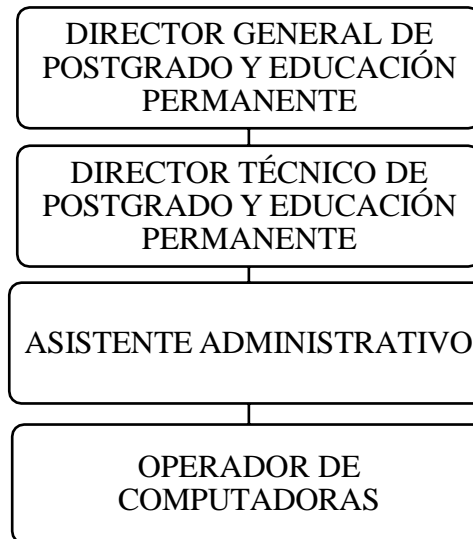 DIRECTOR GENERAL DE
POSTGRADO Y EDUCACIÓN
PERMANENTE
DIRECTOR TÉCNICO DE
POSTGRADO Y EDUCACIÓN
PERMANENTE
ASISTENTE ADMINISTRATIVO
OPERADOR DE
COMPUTADORAS